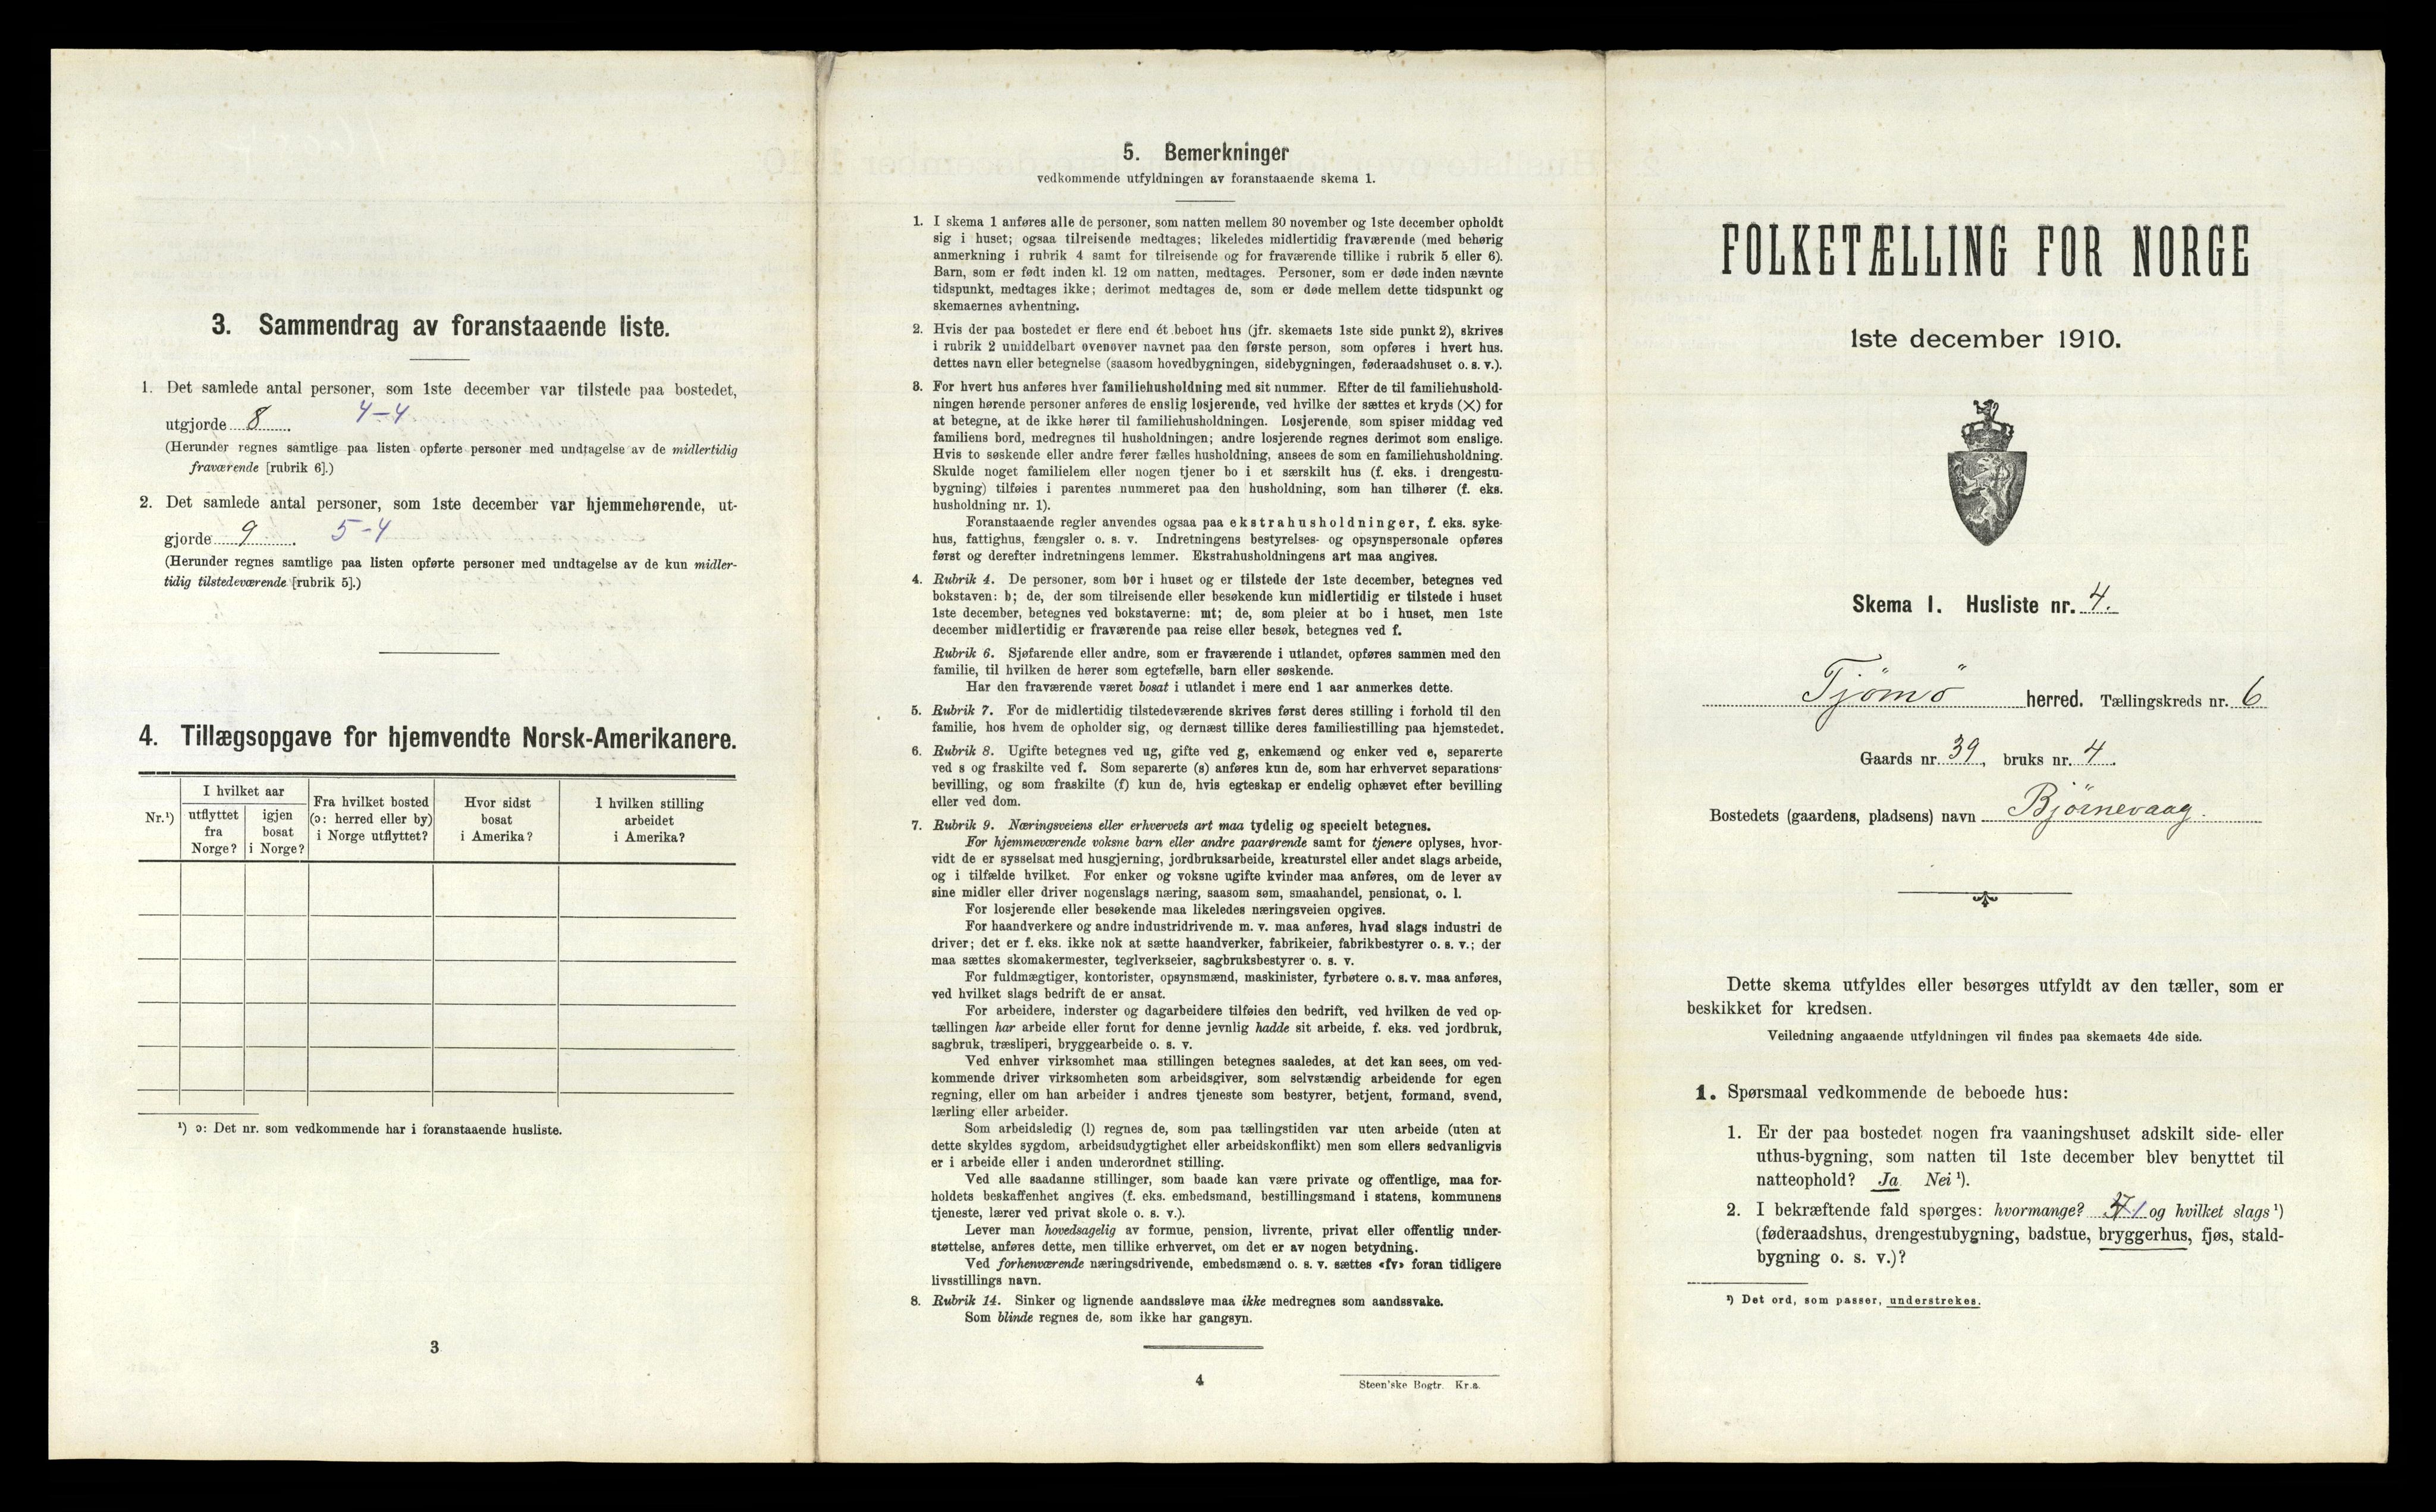 3. Sammendrag av foranstaaende liste.
1. Det samlede antal personer, som 1ste december var tilstede paa bostedet,
utgjorde 8. 4-4
(Herunder regnes samtlige paa listen opførte personer med undtagelse av de midlertidig
fraværende [rubrik 6].)
2. Det samlede antal personer, som 1ste december var hjemmehørende, ut-
gjorde 9. 5-4
(Herunder regnes samtlige paa listen opførte personer med undtagelse av de kun midler-
tidig tilstedeværende [rubrik 5].)
4. Tillægsopgave for hjemvendte Norsk-Amerikanere.
Nr.¹)
I hvilket aar
utflyttet
fra
Norge?
igjen
bosat
i Norge?
Fra hvilket bosted
(ɔ: herred eller by)
i Norge utflyttet?
Hvor sidst
bosat
i Amerika?
I hvilken stilling
arbeidet
i Amerika?
¹) ɔ: Det nr. som vedkommende har i foranstaaende husliste.
3
5. Bemerkninger
vedkommende utfyldningen av foranstaaende skema 1.
1. I skema 1 anføres alle de personer, som natten mellem 30 november og 1ste december opholdt
sig i huset; ogsaa tilreisende medtages; likeledes midlertidig fraværende (med behørig
anmerkning i rubrik 4 samt for tilreisende og for fraværende tillike i rubrik 5 eller 6).
Barn, som er født inden kl. 12 om natten, medtages. Personer, som er døde inden nævnte
tidspunkt, medtages ikke; derimot medtages de, som er døde mellem dette tidspunkt og
skemaernes avhentning.
2. Hvis der paa bostedet er flere end ét beboet hus (jfr. skemaets 1ste side punkt 2), skrives
i rubrik 2 umiddelbart ovenover navnet paa den første person, som opføres i hvert hus.
dettes navn eller betegnelse (saasom hovedbygningen, sidebygningen, føderaadshuset o. s. v.).
3. For hvert hus anføres hver familiehusholdning med sit nummer. Efter de til familiehushold-
ningen hørende personer anføres de enslig losjerende, ved hvilke der sættes et kryds (×) for
at betegne, at de ikke hører til familiehusholdningen. Losjerende, som spiser middag ved
familiens bord, medregnes til husholdningen; andre losjerende regnes derimot som enslige.
Hvis to søskende eller andre fører fælles husholdning, ansees de som en familiehusholdning.
Skulde noget familielem eller nogen tjener bo i et særskilt hus (f. eks. i drengestu-
bygning) tilføies i parentes nummeret paa den husholdning, som han tilhører (f. eks.
husholdning nr. 1).
Foranstaaende regler anvendes ogsaa paa ekstrahusholdninger, f. eks. syke-
hus, fattighus, fængsler o. s. v. Indretningens bestyrelses- og opsynspersonale opføres
først og derefter indretningens lemmer. Ekstrahusholdningens art maa angives.
4. Rubrik 4. De personer, som bor i huset og er tilstede der 1ste december, betegnes ved
bokstaven: b; de, der som tilreisende eller besøkende kun midlertidig er tilstede i huset
1ste december, betegnes ved bokstaverne: mt; de, som pleier at bo i huset, men 1ste
december midlertidig er fraværende paa reise eller besøk, betegnes ved f.
Rubrik 6. Sjøfarende eller andre, som er fraværende i utlandet, opføres sammen med den
familie, til hvilken de hører som egtefælle, barn eller søskende.
Har den fraværende været bosat i utlandet i mere end 1 aar anmerkes dette.
5. Rubrik 7. For de midlertidig tilstedeværende skrives først deres stilling i forhold til den
familie, hos hvem de opholder sig, og dernæst tillike deres familiestilling paa hjemstedet.
6. Rubrik 8. Ugifte betegnes ved ug, gifte ved g, enkemænd og enker ved e, separerte
ved s og fraskilte ved f. Som separerte (s) anføres kun de, som har erhvervet separations-
bevilling, og som fraskilte (f) kun de, hvis egteskap er endelig ophævet efter bevilling
eller ved dom.
7. Rubrik 9. Næringsveiens eller erhvervets art maa tydelig og specielt betegnes.
For hjemmeværende voksne barn eller andre paarørende samt for tjenere oplyses, hvor-
vidt de er sysselsat med husgjerning, jordbruksarbeide, kreaturstel eller andet slags arbeide,
og i tilfælde hvilket. For enker og voksne ugifte kvinder maa anføres, om de lever av
sine midler eller driver nogenslags næring, saasom søm, smaahandel, pensionat, o. l.
For losjerende eller besøkende maa likeledes næringsveien opgives.
For haandverkere og andre industridrivende m. v. maa anføres, hvad slags industri de
driver; det er f. eks. ikke nok at sætte haandverker, fabrikeier, fabrikbestyrer o. s. v.; der
maa sættes skomakermester, teglverkseier, sagbruksbestyrer o. s. v.
For fuldmægtiger, kontorister, opsynsmænd, maskinister, fyrbøtere o. s. v. maa anføres,
ved hvilket slags bedrift de er ansat.
For arbeidere, inderster og dagarbeidere tilføies den bedrift, ved hvilken de ved op-
tællingen har arbeide eller forut for denne jevnlig hadde sit arbeide, f. eks. ved jordbruk,
sagbruk, træsliperi, bryggearbeide o. s. v.
Ved enhver virksomhet maa stillingen betegnes saaledes, at det kan sees, om ved-
kommende driver virksomheten som arbeidsgiver, som selvstændig arbeidende for egen
regning, eller om han arbeider i andres tjeneste som bestyrer, betjent, formand, svend,
lærling eller arbeider.
Som arbeidsledig (l) regnes de, som paa tællingstiden var uten arbeide (uten at
dette skyldes sygdom, arbeidsudygtighet eller arbeidskonflikt) men som ellers sedvanligvis
er i arbeide eller i anden underordnet stilling.
Ved alle saadanne stillinger, som baade kan være private og offentlige, maa for-
holdets beskaffenhet angives (f. eks. embedsmand, bestillingsmand i statens, kommunens
tjeneste, lærer ved privat skole o. s. v.).
Lever man hovedsagelig av formue, pension, livrente, privat eller offentlig under-
støttelse, anføres dette, men tillike erhvervet, om det er av nogen betydning.
Ved forhenværende næringsdrivende, embedsmænd o. s. v. sættes «fv» foran tidligere
livsstillings navn.
8. Rubrik 14. Sinker og lignende aandssløve maa ikke medregnes som aandssvake.
Som blinde regnes de, som ikke har gangsyn.
4
Steen'ske Bogtr. Kr.a.
FOLKETÆLLING FOR NORGE
1ste december 1910.
Skema 1. Husliste nr. 4.
Tjömö herred. Tællingskreds nr. 6
Gaards nr. 39, bruks nr. 4.
Bostedets (gaardens, pladsens) navn Björnevaag.
Dette skema utfyldes eller besørges utfyldt av den tæller, som er
beskikket for kredsen.
Veiledning angaaende utfyldningen vil findes paa skemaets 4de side.
1. Spørsmaal vedkommende de beboede hus:
1. Er der paa bostedet nogen fra vaaningshuset adskilt side- eller
uthus-bygning, som natten til 1ste december blev benyttet til
natteophold? Ja Nei ¹).
2. I bekræftende fald spørges: hvormange? 1 og hvilket slags ¹)
(føderaadshus, drengestubygning, badstue, bryggerhus, fjøs, stald-
bygning o. s. v.)?
¹) Det ord, som passer, understrekes.